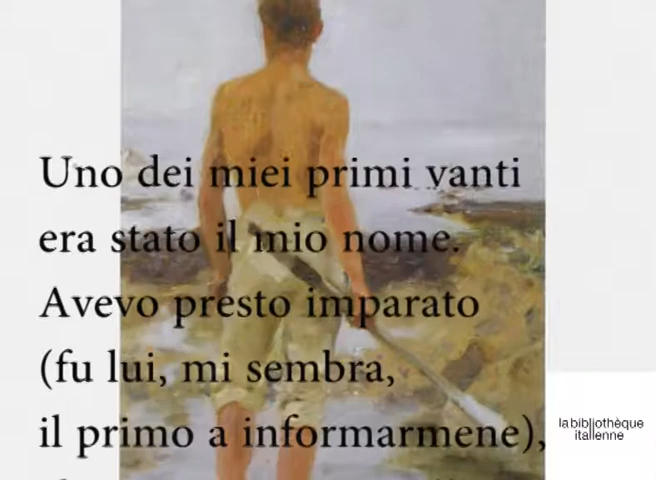 Uno dei miei primi vanti
era stato il mio nome.
Avevo presto imparato
(fu lui, mi sembra,
il primo a informarmene),
la bibliothèque
italienne